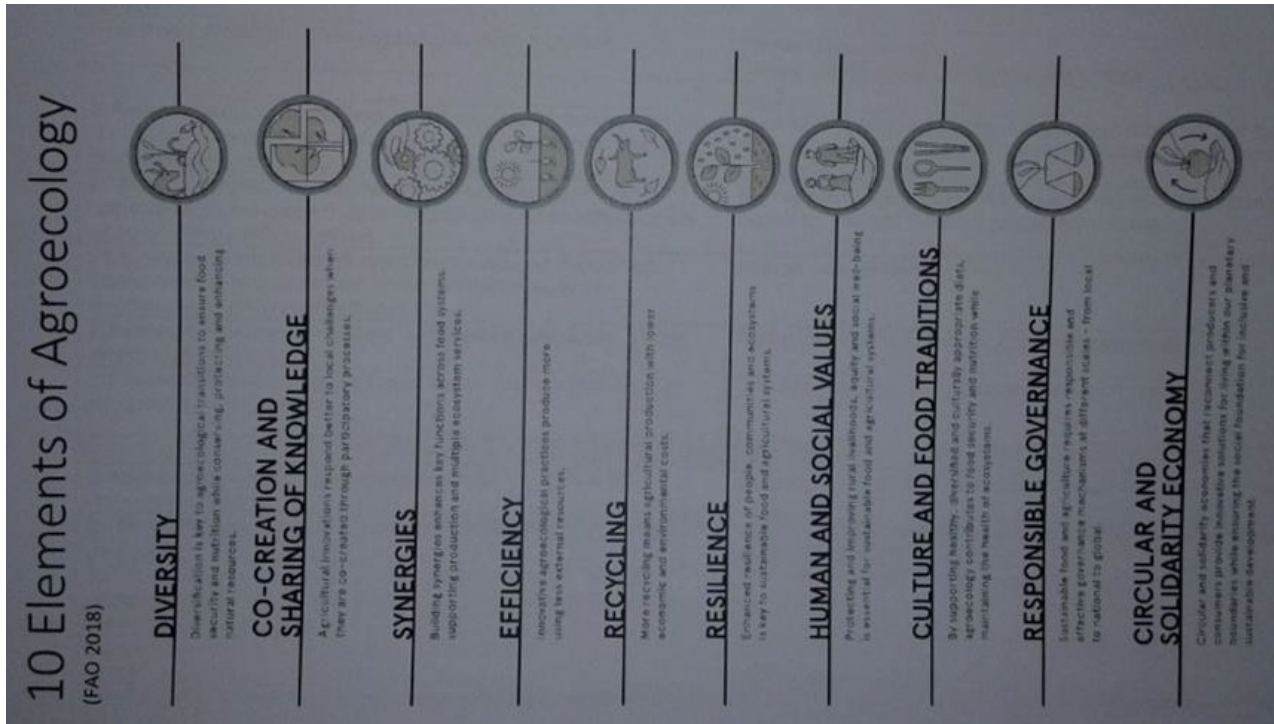 10 Elements of Agroecology
(FAO 2018)
DIVERSITY
Diversification is key to agroecological transitions to ensure food
security and nutrition while conserving, protecting and enhancing
natural resources.
CO-CREATION AND
SHARING OF KNOWLEDGE
Agricultural innovations respond better to local challenges when
they are co-created through participatory processes.
SYNERGIES
Building synergies enhances key functions across food systems,
supporting production and multiple ecosystem services.
EFFICIENCY
Innovative agroecological practices produce more
using less external resources.
RECYCLING
More recycling means agricultural production with lower
economic and environmental costs.
RESILIENCE
Enhanced resilience of people, communities and ecosystems
is key to sustainable food and agricultural systems.
HUMAN AND SOCIAL VALUES
Protecting and improving rural livelihoods, equity and social well-being
is essential for sustainable food and agricultural systems.
CULTURE AND FOOD TRADITIONS
By supporting healthy, diversified and culturally appropriate diets,
agroecology contributes to food security and nutrition while
maintaining the health of ecosystems.
RESPONSIBLE GOVERNANCE
Sustainable food and agriculture requires responsible and
effective governance mechanisms at different scales – from local
to national to global.
CIRCULAR AND
SOLIDARITY ECONOMY
Circular and solidarity economies that reconnect producers and
consumers provide innovative solutions for living within our planetary
boundaries while ensuring the social foundation for inclusive and
sustainable development.